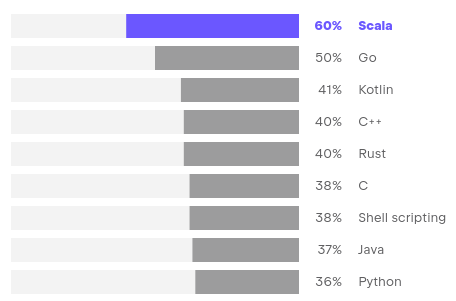 60% Scala
50% Go
41% Kotlin
40% C++
40% Rust
38% C
38% Shell scripting
37% Java
36% Python